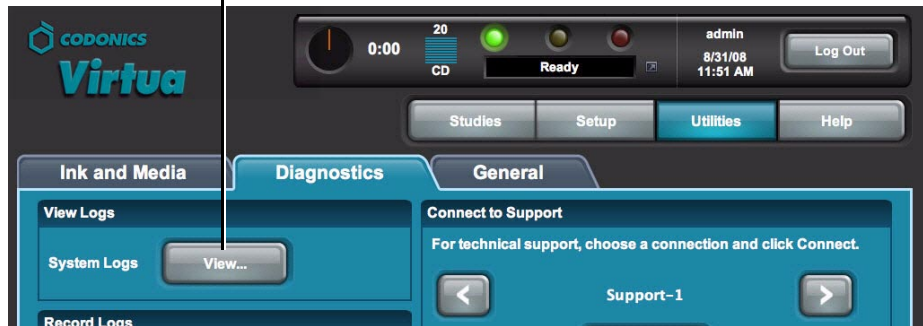 CODONICS
Virtua
0:00
20
CD
Ready
admin
8/31/08
11:51 AM
Log Out
Studies
Setup
Utilities
Help
Ink and Media
Diagnostics
General
View Logs
System Logs
View...
Record Logs
Connect to Support
For technical support, choose a connection and click Connect.
<
Support-1
>